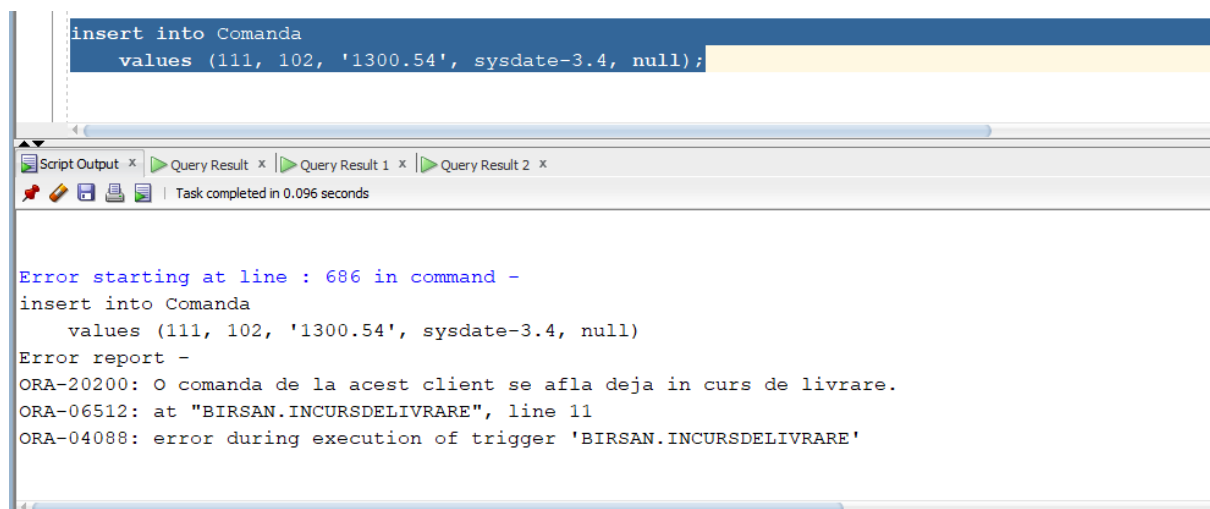 insert into Comanda
values (111, 102, '1300.54', sysdate-3.4, null);
Script Output x Query Result x Query Result 1 x Query Result 2 x
Task completed in 0.096 seconds
Error starting at line : 686 in command -
insert into Comanda
values (111, 102, '1300.54', sysdate-3.4, null)
Error report -
ORA-20200: O comanda de la acest client se afla deja in curs de livrare.
ORA-06512: at "BIRSAN.INCURSDELIVRARE", line 11
ORA-04088: error during execution of trigger 'BIRSAN.INCURSDELIVRARE'